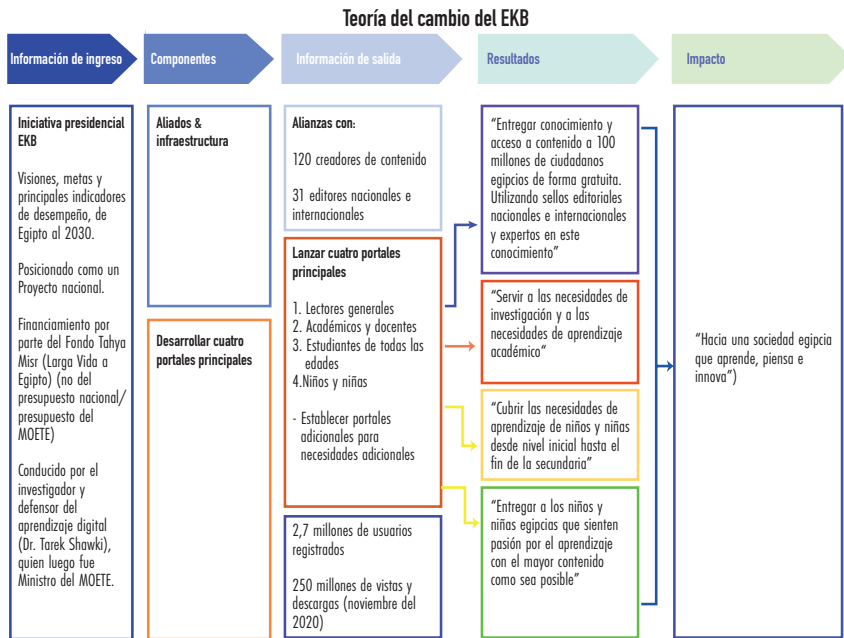 Teoría del cambio del EKB
Información de ingreso
Componentes
Información de salida
Resultados
Impacto
Iniciativa presidencial
EKB
Visiones, metas y
principales indicadores
de desempeño, de
Egipto al 2030.
Posicionado como un
Proyecto nacional.
Financiamiento por
parte del Fondo Tahya
Misr (Larga Vida a
Egipto) (no del
presupuesto nacional/
presupuesto del
MOETE)
Conducido por el
investigador y
defensor del
aprendizaje digital
(Dr. Tarek Shawki),
quien luego fue
Ministro del MOETE.
Aliados &
infraestructura
Desarrollar cuatro
portales principales
Alianzas con:
120 creadores de contenido
31 editores nacionales e
internacionales
Lanzar cuatro portales
principales
1. Lectores generales
2. Académicos y docentes
3. Estudiantes de todas las
edades
4.Niños y niñas
- Establecer portales
adicionales para
necesidades adicionales
2,7 millones de usuarios
registrados
250 millones de vistas y
descargas (noviembre del
2020)
“Entregar conocimiento y
acceso a contenido a 100
millones de ciudadanos
egipcios de forma gratuita.
Utilizando sellos editoriales
nacionales e internacionales
y expertos en este
conocimiento”
“Servir a las necesidades de
investigación y a las
necesidades de aprendizaje
académico“
“Cubrir las necesidades de
aprendizaje de niños y niñas
desde nivel inicial hasta el
fin de la secundaria”
“Entregar a los niños y
niñas egipcias que sienten
pasión por el aprendizaje
con el mayor contenido
como sea posible”
“Hacia una sociedad egipcia
que aprende, piensa e
innova”)